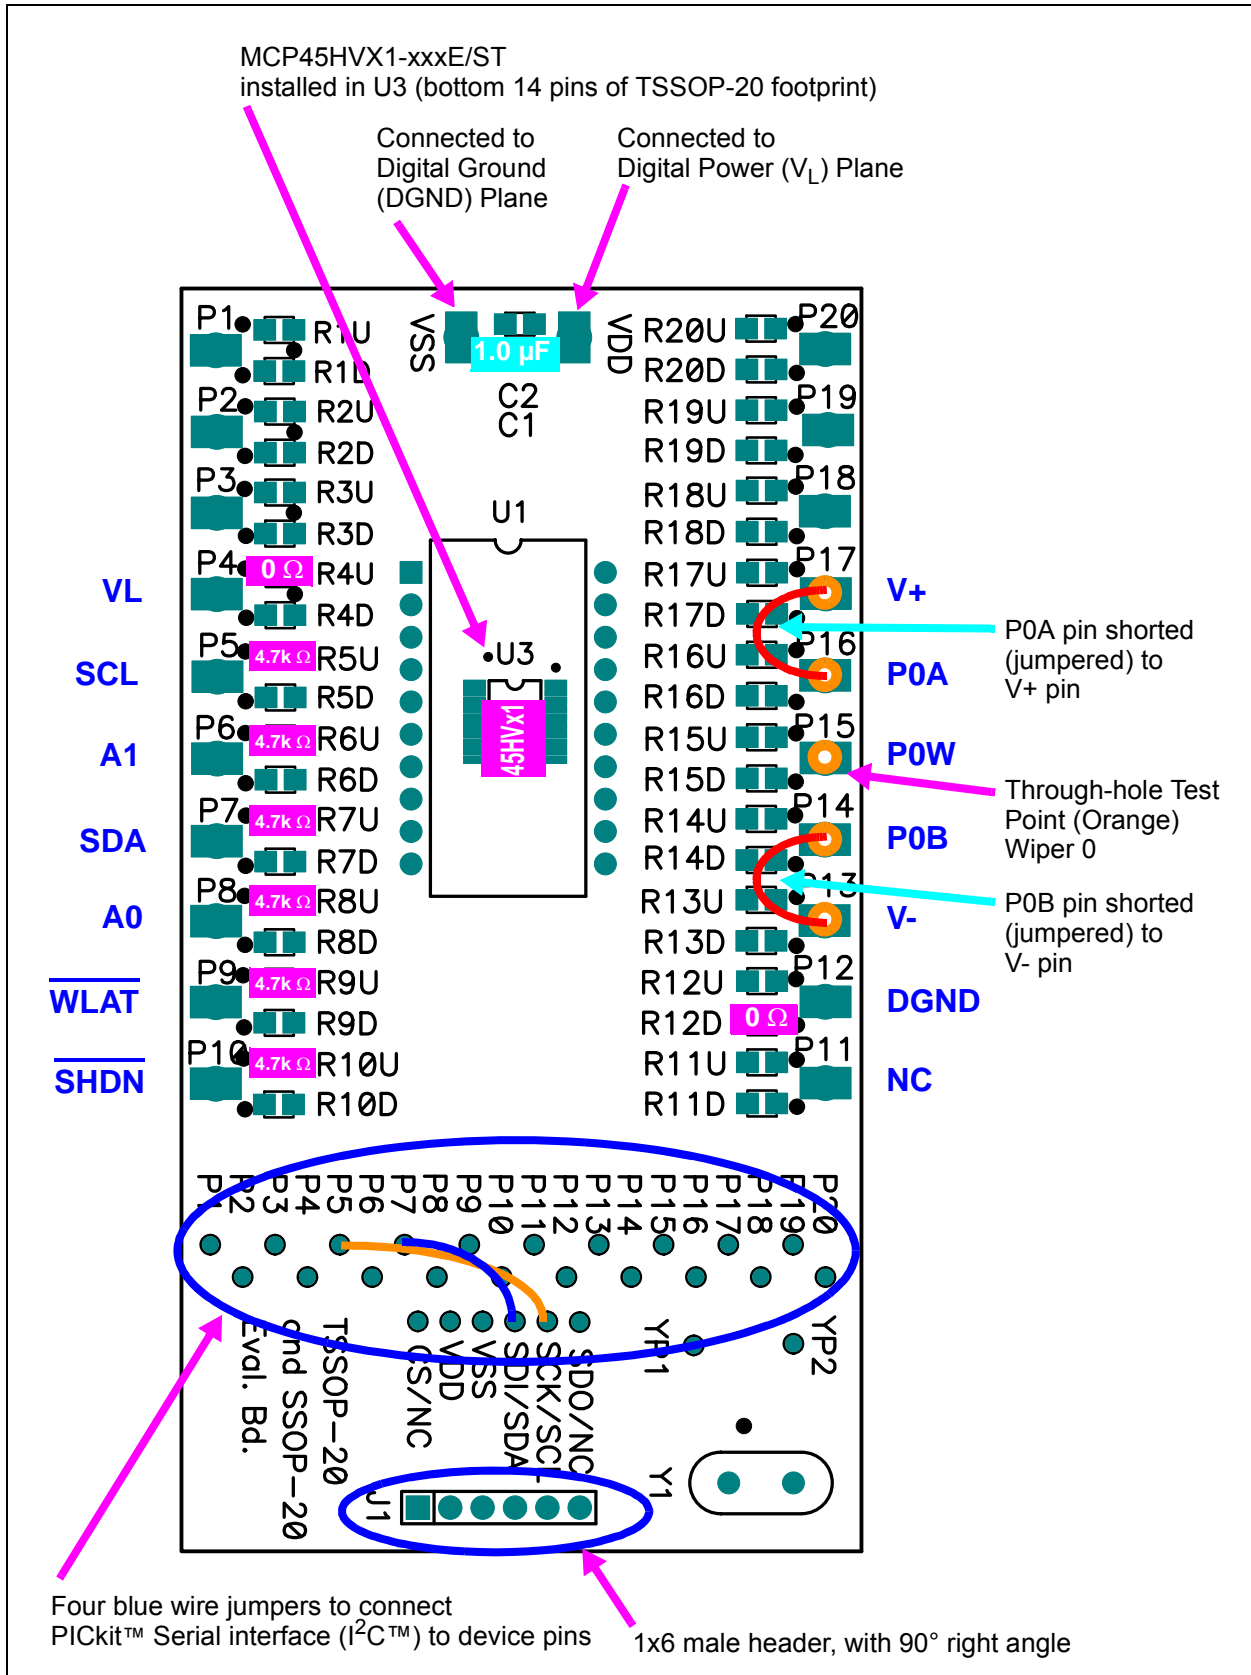 MCP45HVX1-xxxE/ST
installed in U3 (bottom 14 pins of TSSOP-20 footprint)
Connected to
Digital Ground
(DGND) Plane
Connected to
Digital Power (VL) Plane
P1
R1U
R1D
P2
R2U
R2D
P3
R3U
R3D
P4
0 Ω
R4U
R4D
P5
4.7k Ω
R5U
R5D
P6
4.7k Ω
R6U
R6D
P7
4.7k Ω
R7U
R7D
P8
4.7k Ω
R8U
R8D
P9
4.7k Ω
R9U
R9D
P10
4.7k Ω
R10U
R10D
VL
SCL
A1
SDA
A0
WLAT
SHDN
VSS
1.0 µF
VDD
C2
C1
U1
U3
45HVx1
R20U
P20
R20D
R19U
P19
R19D
R18U
P18
R18D
R17U
P17
R17D
R16U
P16
R16D
R15U
P15
R15D
R14U
P14
R14D
R13U
P13
R13D
R12U
P12
R12D
0 Ω
R11U
P11
R11D
V+
P0A
P0W
P0B
V-
DGND
NC
P0A pin shorted
(jumpered) to
V+ pin
Through-hole Test
Point (Orange)
Wiper 0
P0B pin shorted
(jumpered) to
V- pin
P1
P2
P3
P4
P5
P6
P7
P8
P9
P10
P11
P12
P13
P14
P15
P16
P17
P18
P19
P20
TSSOP-20
and SSOP-20
Eval. Bd.
CS/NC
VDD
VSS
SDI/SDA
SCK/SCL
SDO/NC
YP1
YP2
J1
Y1
Four blue wire jumpers to connect
PICkit™ Serial interface (I2C™) to device pins
1x6 male header, with 90° right angle